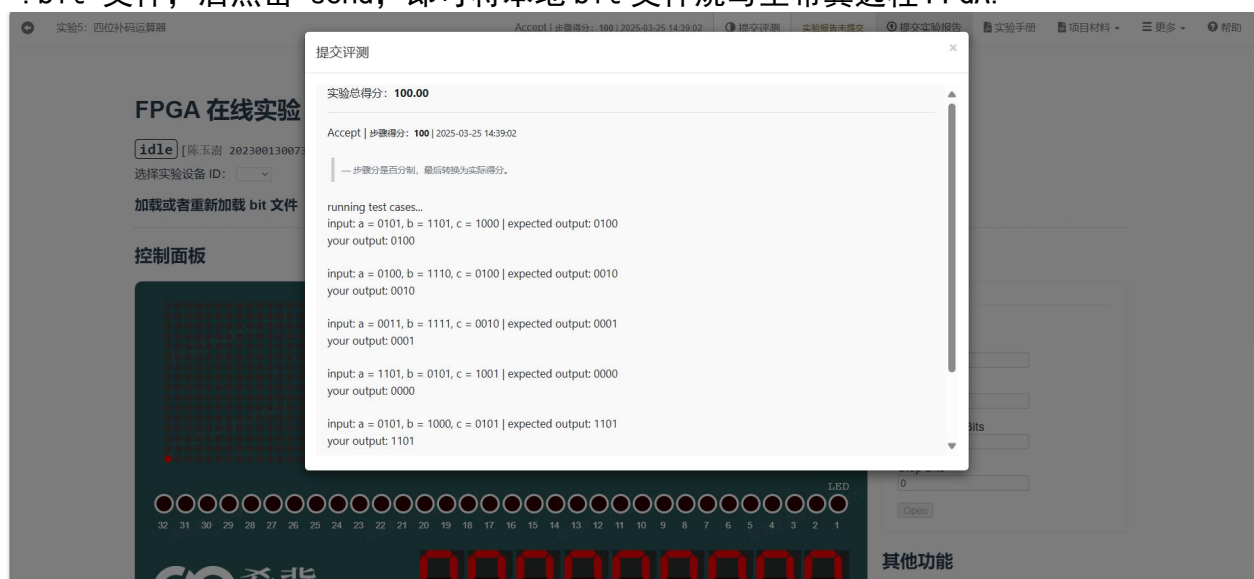 .bit 文件, 后点击 send, 即可将本地 bit 文件烧写至希冀远程 FPGA.
实验5: 四位补码运算器
Accept | 步骤得分: 100 | 2025-03-25 14:39:02
提交评测
实验报告未提交
提交实验报告
实验手册
项目材料
更多
帮助
提交评测
×
实验总得分: 100.00
Accept | 步骤得分: 100 | 2025-03-25 14:39:02
— 步骤分是百分制, 最后转换为实际得分。
running test cases...
input: a = 0101, b = 1101, c = 1000 | expected output: 0100
your output: 0100
input: a = 0100, b = 1110, c = 0100 | expected output: 0010
your output: 0010
input: a = 0011, b = 1111, c = 0010 | expected output: 0001
your output: 0001
input: a = 1101, b = 0101, c = 1001 | expected output: 0000
your output: 0000
input: a = 0101, b = 1000, c = 0101 | expected output: 1101
your output: 1101
FPGA 在线实验
idle [陈玉澍 20230013007
选择实验设备 ID:
加载或者重新加载 bit 文件
控制面板
Bits
0
Open
LED
32 31 30 29 28 27 26 25 24 23 22 21 20 19 18 17 16 15 14 13 12 11 10 9 8 7 6 5 4 3 2 1
希冀
其他功能